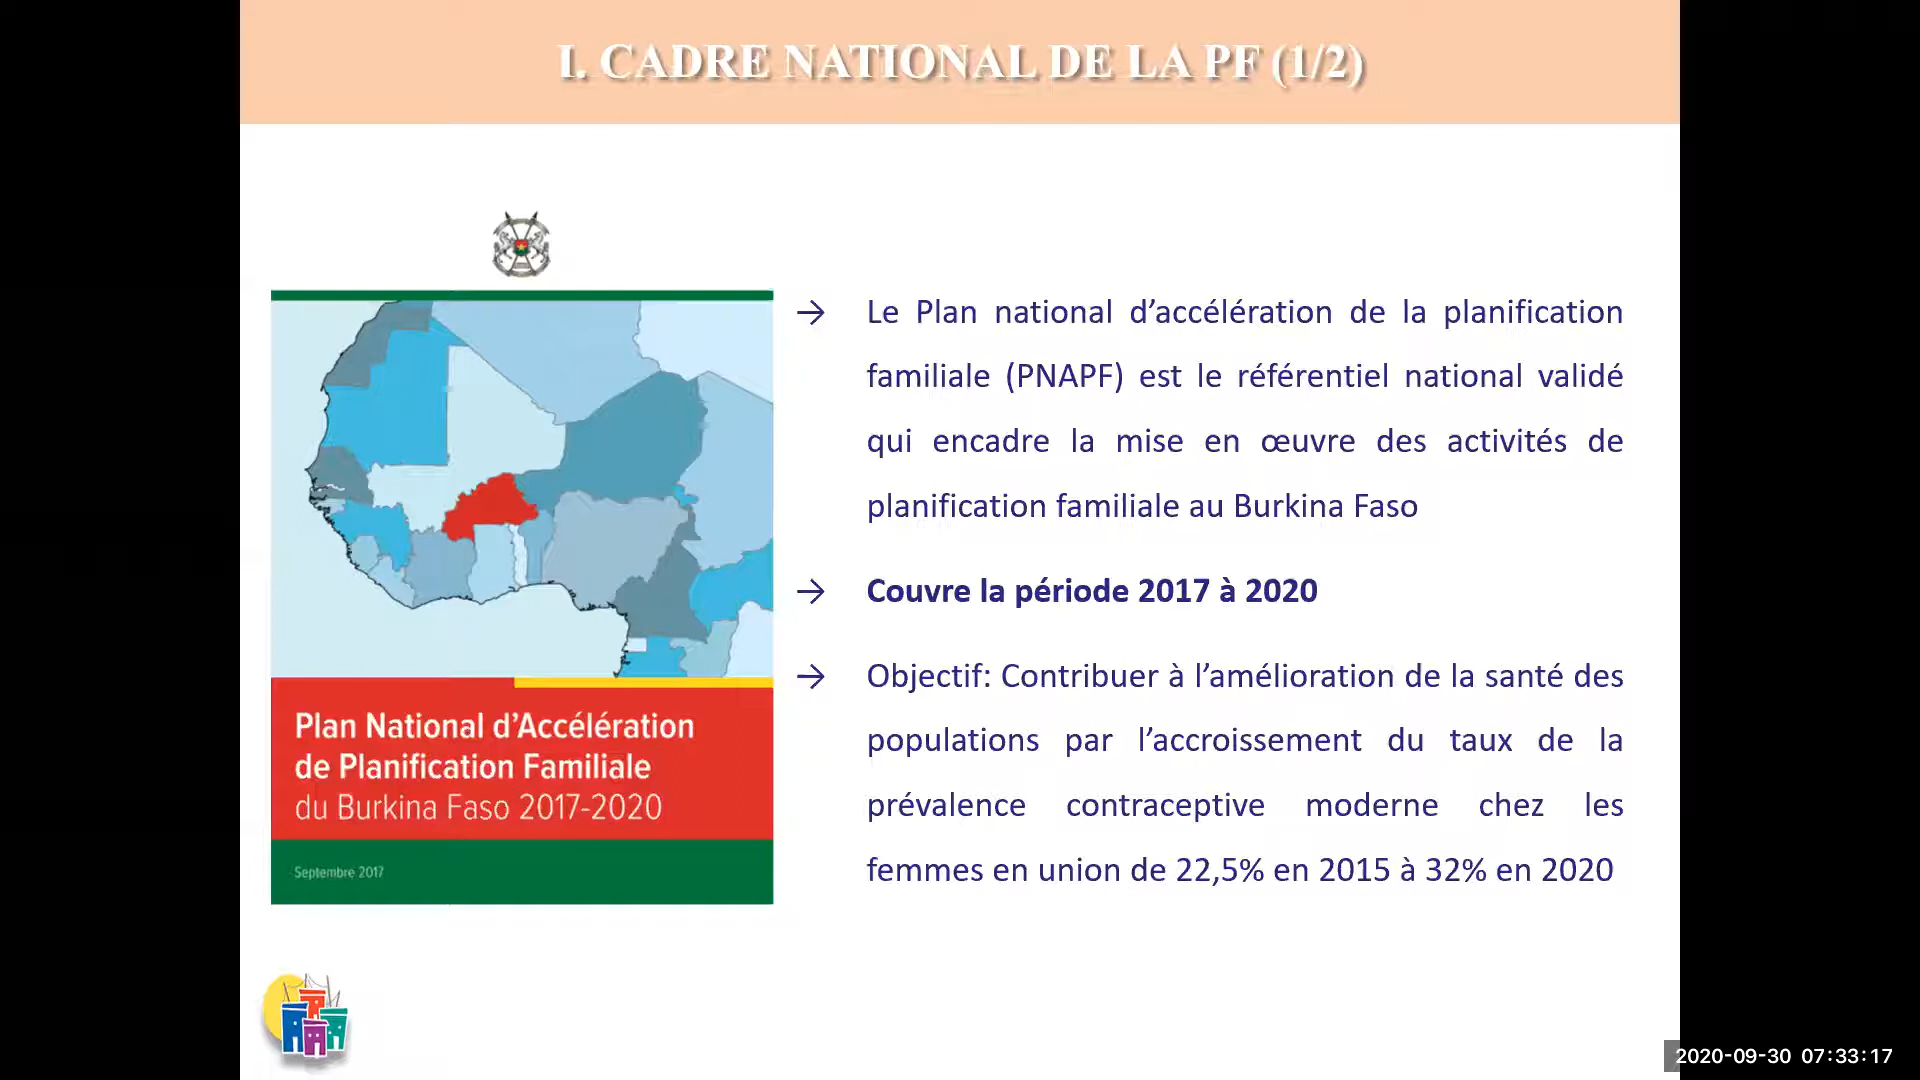 I. CADRE NATIONAL DE LA PF (1/2)
Plan National d’Accélération
de Planification Familiale
du Burkina Faso 2017-2020
Septembre 2017
→ Le Plan national d’accélération de la planification
familiale (PNAPF) est le référentiel national validé
qui encadre la mise en œuvre des activités de
planification familiale au Burkina Faso
→ Couvre la période 2017 à 2020
→ Objectif: Contribuer à l’amélioration de la santé des
populations par l’accroissement du taux de la
prévalence contraceptive moderne chez les
femmes en union de 22,5% en 2015 à 32% en 2020
2020-09-30 07:33:17